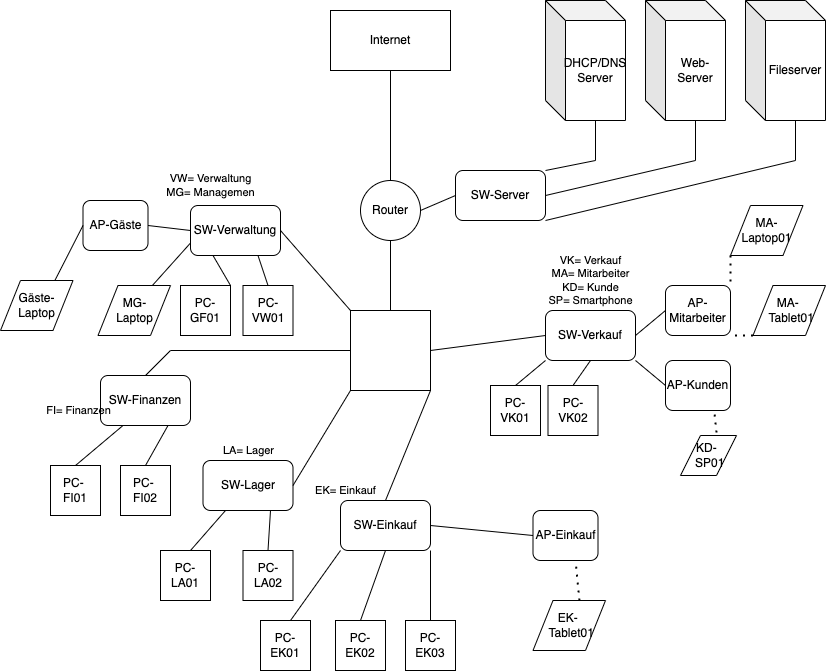 Internet
DHCP/DNS
Server
Web-
Server
Fileserver
VW= Verwaltung
MG= Managemen
AP-Gäste
SW-Verwaltung
Router
SW-Server
MA-
Laptop01
VK= Verkauf
MA= Mitarbeiter
KD= Kunde
SP= Smartphone
Gäste-
Laptop
MG-
Laptop
PC-
GF01
PC-
VW01
SW-Verkauf
AP-
Mitarbeiter
MA-
Tablet01
SW-Finanzen
FI= Finanzen
PC-
VK01
PC-
VK02
AP-Kunden
KD-
SP01
LA= Lager
SW-Lager
PC-
FI01
PC-
FI02
EK= Einkauf
SW-Einkauf
AP-Einkauf
PC-
LA01
PC-
LA02
PC-
EK01
PC-
EK02
PC-
EK03
EK-
Tablet01